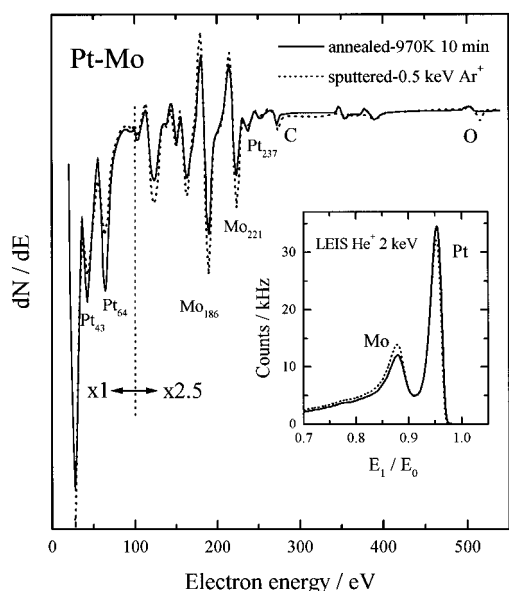 Pt-Mo
annealed-970K 10 min
sputtered-0.5 keV Ar⁺
Pt₂₃₇
C
O
Mo₂₂₁
Pt₄₃
Pt₆₄
Mo₁₈₆
x1
x2.5
dN / dE
0
100
200
300
400
500
Electron energy / eV
LEIS He⁺ 2 keV
Pt
Mo
Counts / kHz
30
20
10
0
0.7
0.8
0.9
1.0
E₁ / E₀